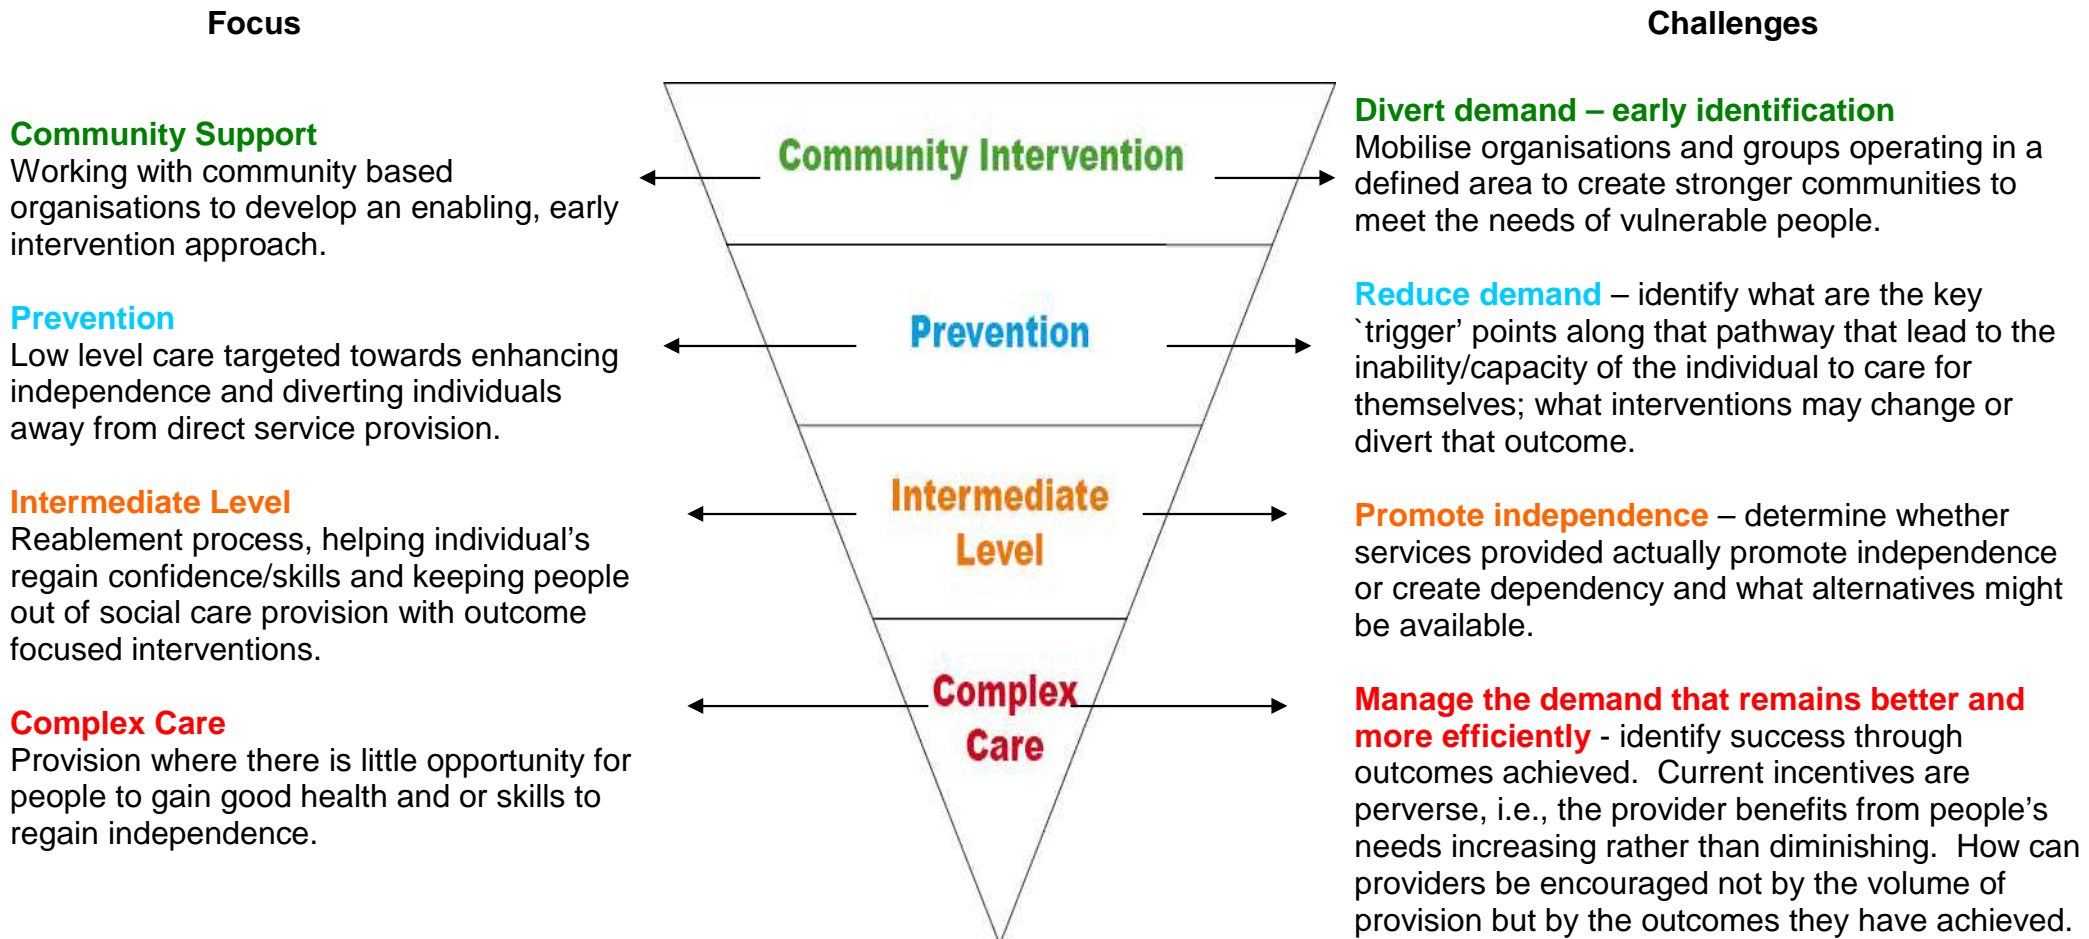 Focus
Community Support
Working with community based
organisations to develop an enabling, early
intervention approach.
Prevention
Low level care targeted towards enhancing
independence and diverting individuals
away from direct service provision.
Intermediate Level
Reablement process, helping individual’s
regain confidence/skills and keeping people
out of social care provision with outcome
focused interventions.
Complex Care
Provision where there is little opportunity for
people to gain good health and or skills to
regain independence.
Community Intervention
Prevention
Intermediate
Level
Complex
Care
Challenges
Divert demand – early identification
Mobilise organisations and groups operating in a
defined area to create stronger communities to
meet the needs of vulnerable people.
Reduce demand – identify what are the key
`trigger’ points along that pathway that lead to the
inability/capacity of the individual to care for
themselves; what interventions may change or
divert that outcome.
Promote independence – determine whether
services provided actually promote independence
or create dependency and what alternatives might
be available.
Manage the demand that remains better and
more efficiently - identify success through
outcomes achieved.  Current incentives are
perverse, i.e., the provider benefits from people’s
needs increasing rather than diminishing.  How can
providers be encouraged not by the volume of
provision but by the outcomes they have achieved.